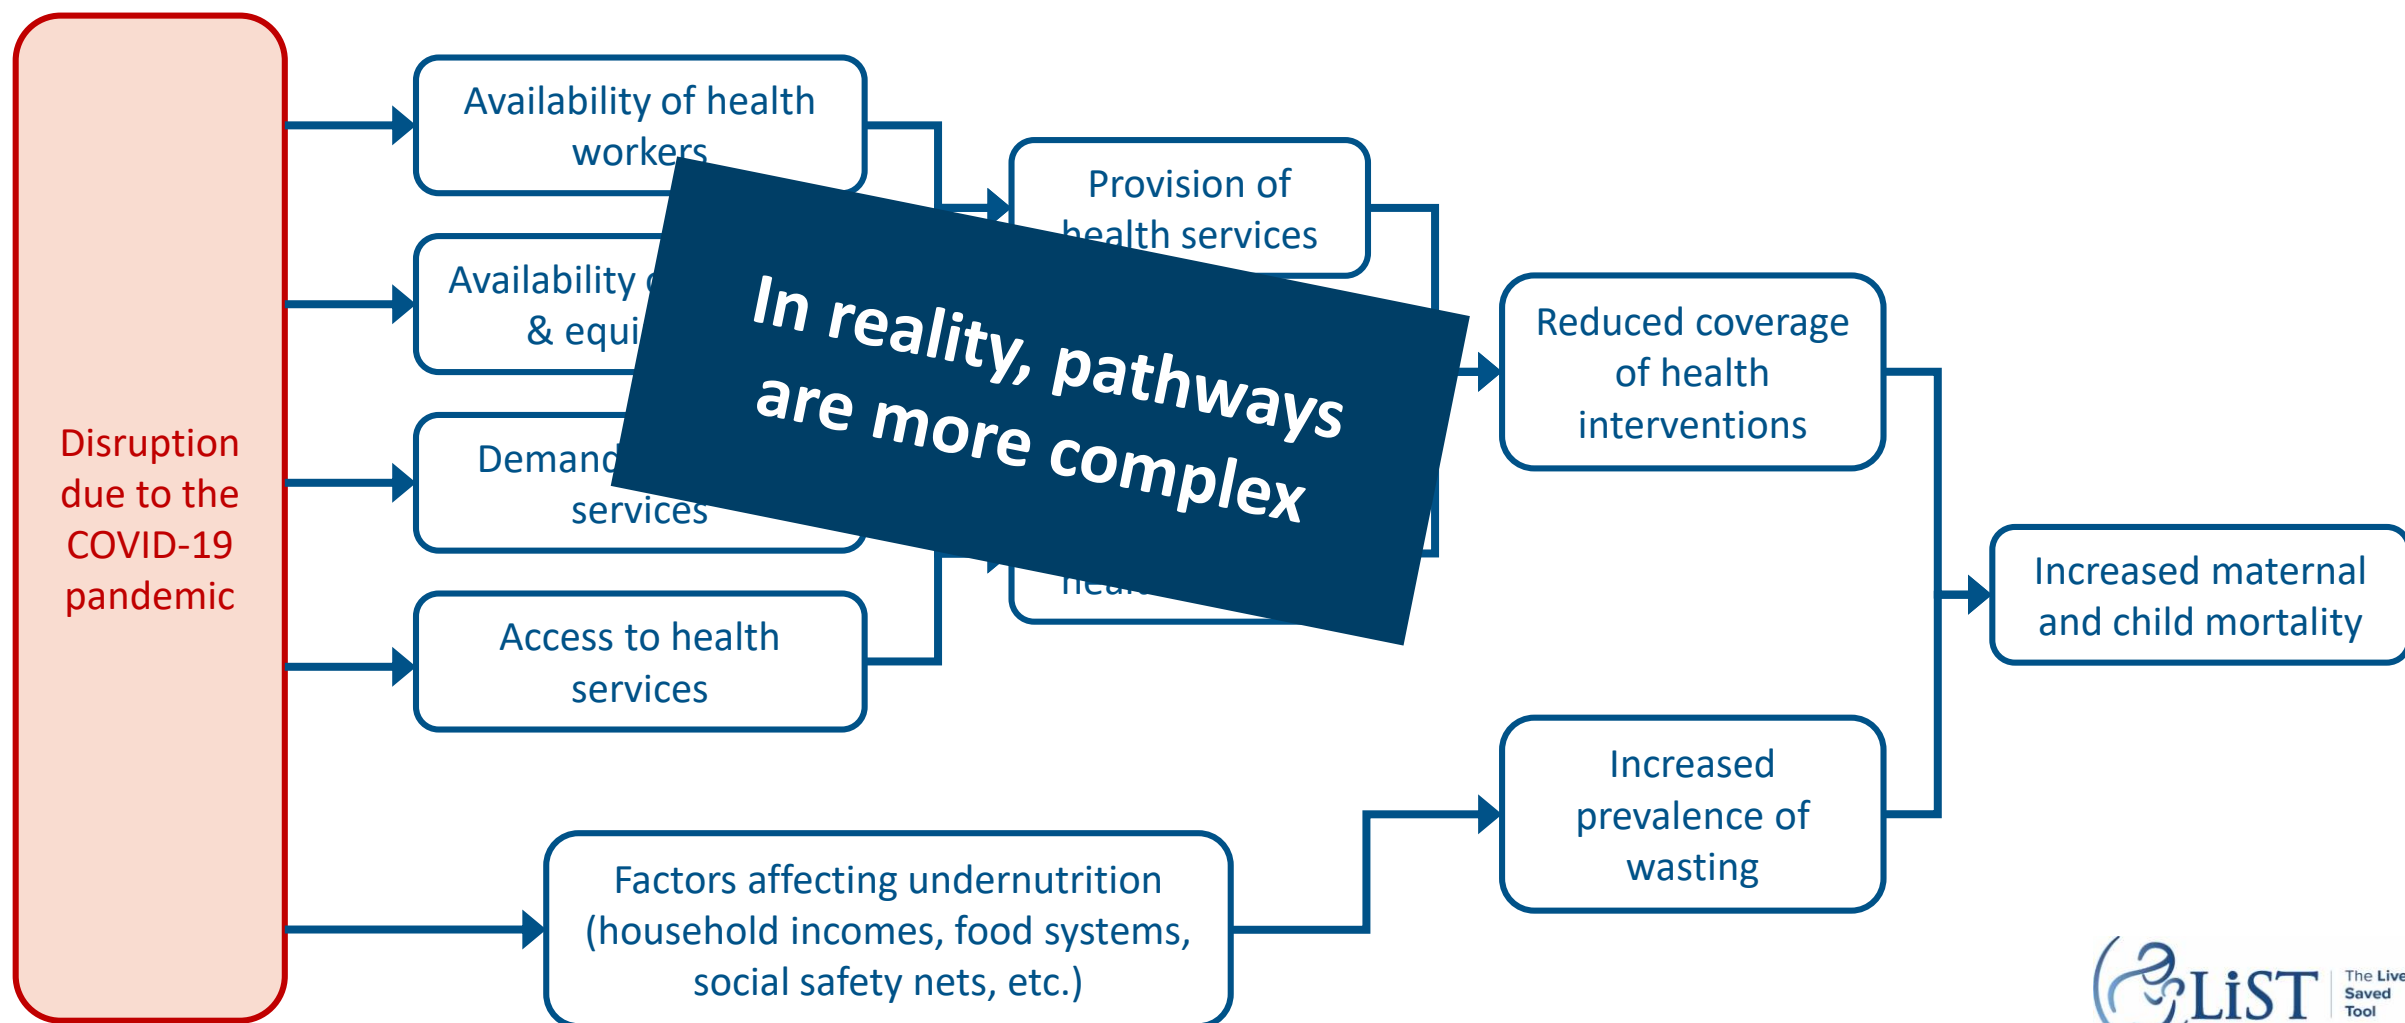 Disruption
due to the
COVID-19
pandemic
Availability of health
workers
Availability
& equi
Demand
services
Access to health
services
Factors affecting undernutrition
(household incomes, food systems,
social safety nets, etc.)
Provision of
health services
In reality, pathways
are more complex
Reduced coverage
of health
interventions
Increased
prevalence of
wasting
Increased maternal
and child mortality
LiST
The Live
Saved
Tool